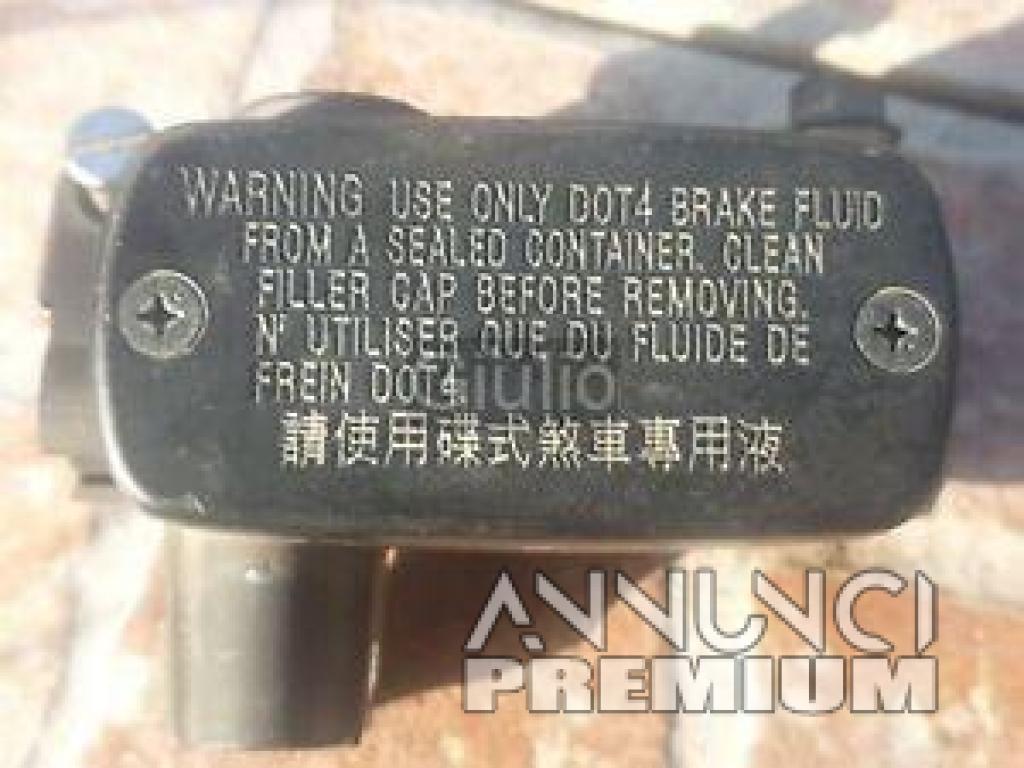 WARNING USE ONLY DOT4 BRAKE FLUID
FROM A SEALED CONTAINER. CLEAN
FILLER CAP BEFORE REMOVING.
N' UTILISER QUE DU FLUIDE DE
FREIN DOT4.
Giulio
請使用碟式煞車專用液
ANNUNCI
PREMIUM